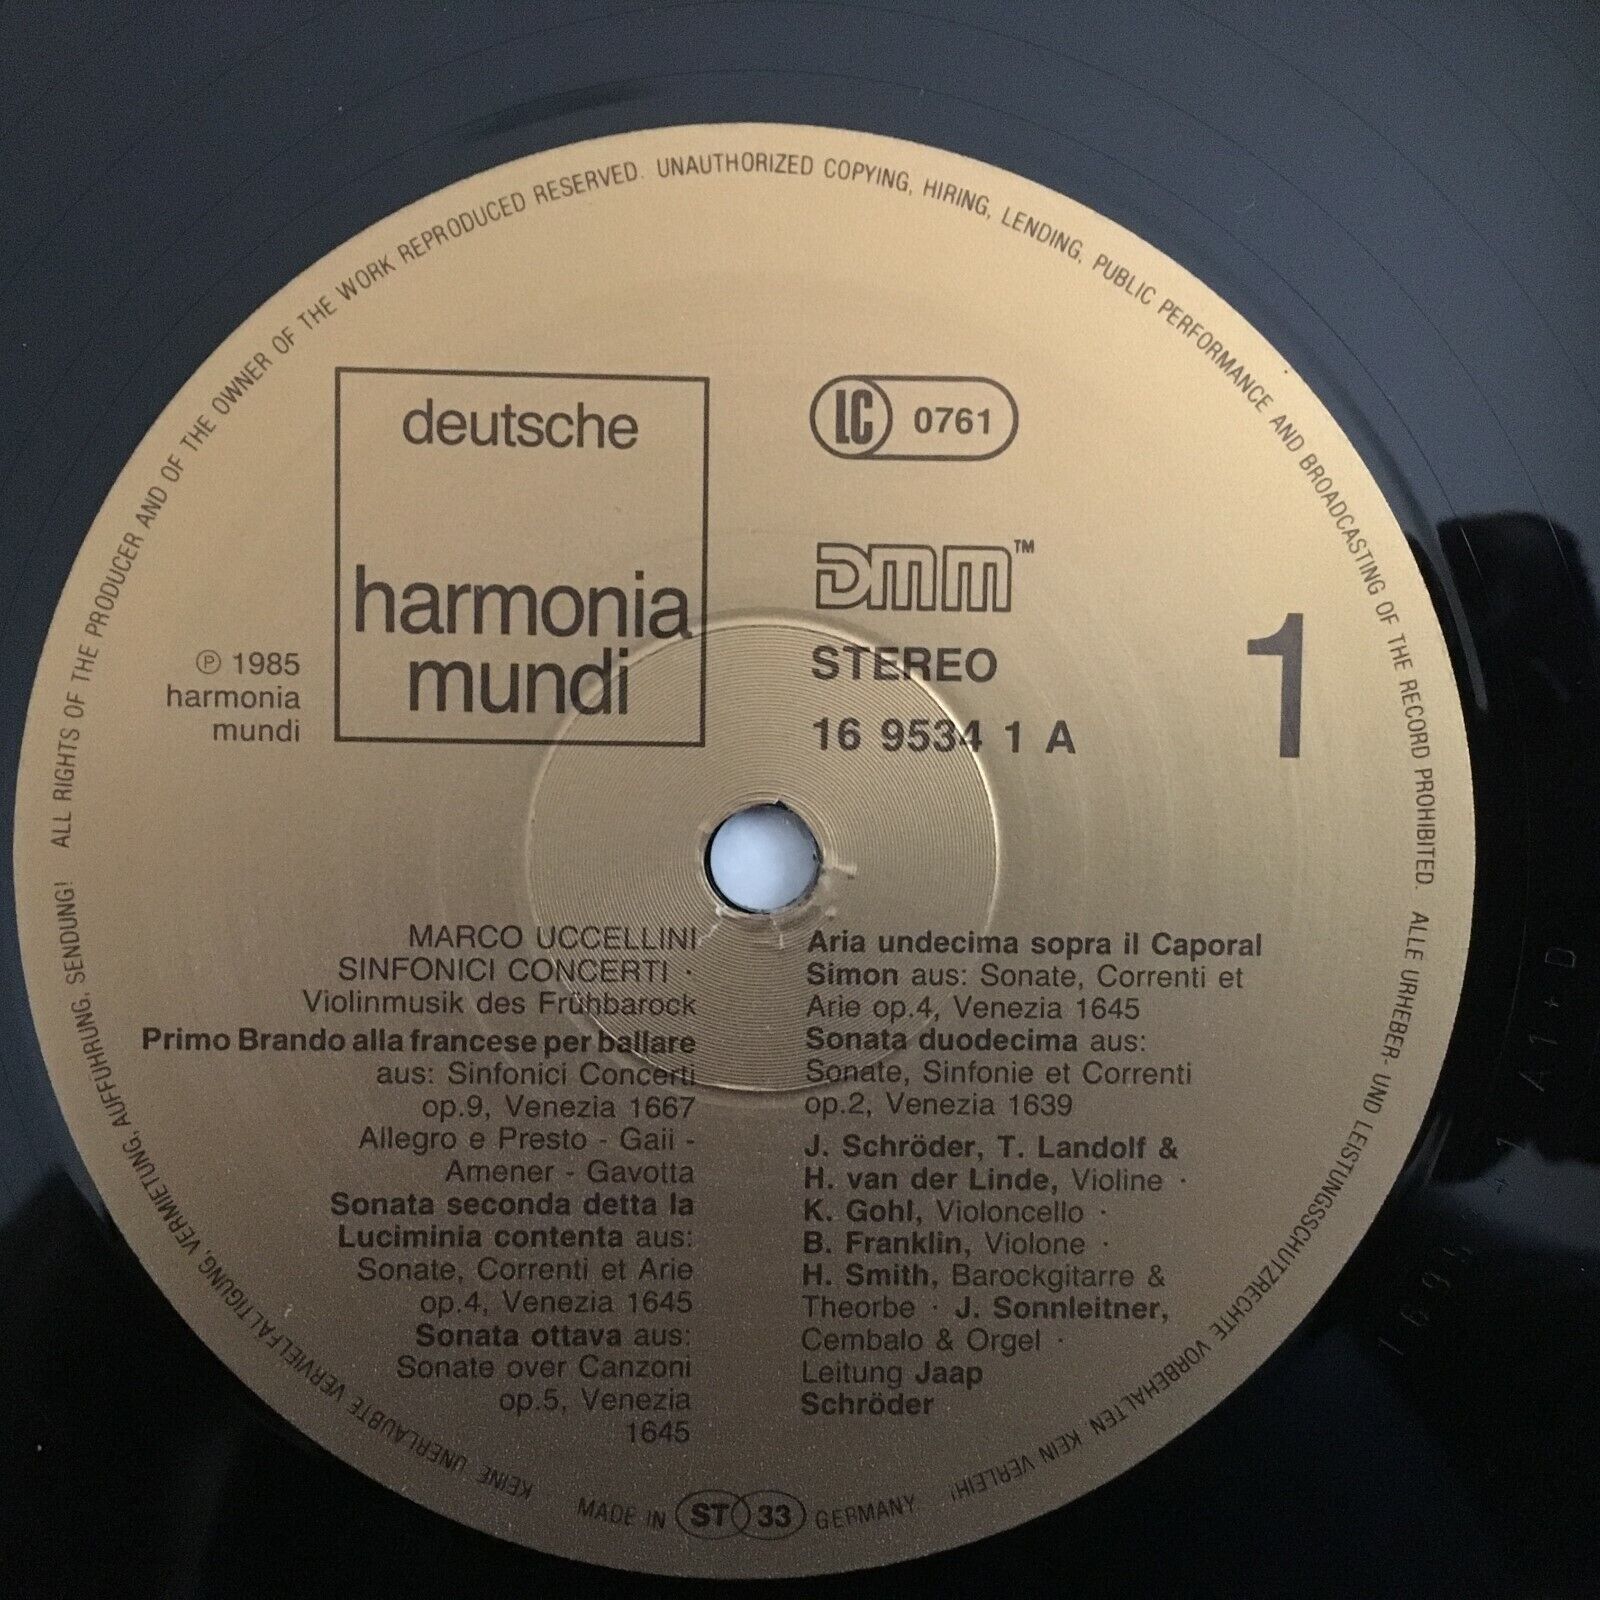 ALL RIGHTS OF THE PRODUCER AND OF THE OWNER OF THE WORK REPRODUCED RESERVED. UNAUTHORIZED COPYING, HIRING, LENDING, PUBLIC PERFORMANCE AND BROADCASTING OF THE RECORD PROHIBITED.
ALLE URHEBER- UND LEISTUNGSSCHUTZRECHTE VORBEHALTEN KEIN VERLEIH!
KEINE UNERLAUBTE VERVIELFÄLTIGUNG, VERMIETUNG, AUFFÜHRUNG, SENDUNG!
deutsche
harmonia
mundi
℗ 1985
harmonia
mundi
LC 0761
DMM™
STEREO
16 9534 1 A
1
MARCO UCCELLINI
SINFONICI CONCERTI ·
Violinmusik des Frühbarock
Primo Brando alla francese per ballare
aus: Sinfonici Concerti
op.9, Venezia 1667
Allegro e Presto - Gaii -
Amener - Gavotta
Sonata seconda detta la
Luciminia contenta aus:
Sonate, Correnti et Arie
op.4, Venezia 1645
Sonata ottava aus:
Sonate over Canzoni
op.5, Venezia
1645
Aria undecima sopra il Caporal
Simon aus: Sonate, Correnti et
Arie op.4, Venezia 1645
Sonata duodecima aus:
Sonate, Sinfonie et Correnti
op.2, Venezia 1639
J. Schröder, T. Landolf &
H. van der Linde, Violine ·
K. Gohl, Violoncello ·
B. Franklin, Violone ·
H. Smith, Barockgitarre &
Theorbe · J. Sonnleitner,
Cembalo & Orgel ·
Leitung Jaap
Schröder
MADE IN ST 33 GERMANY